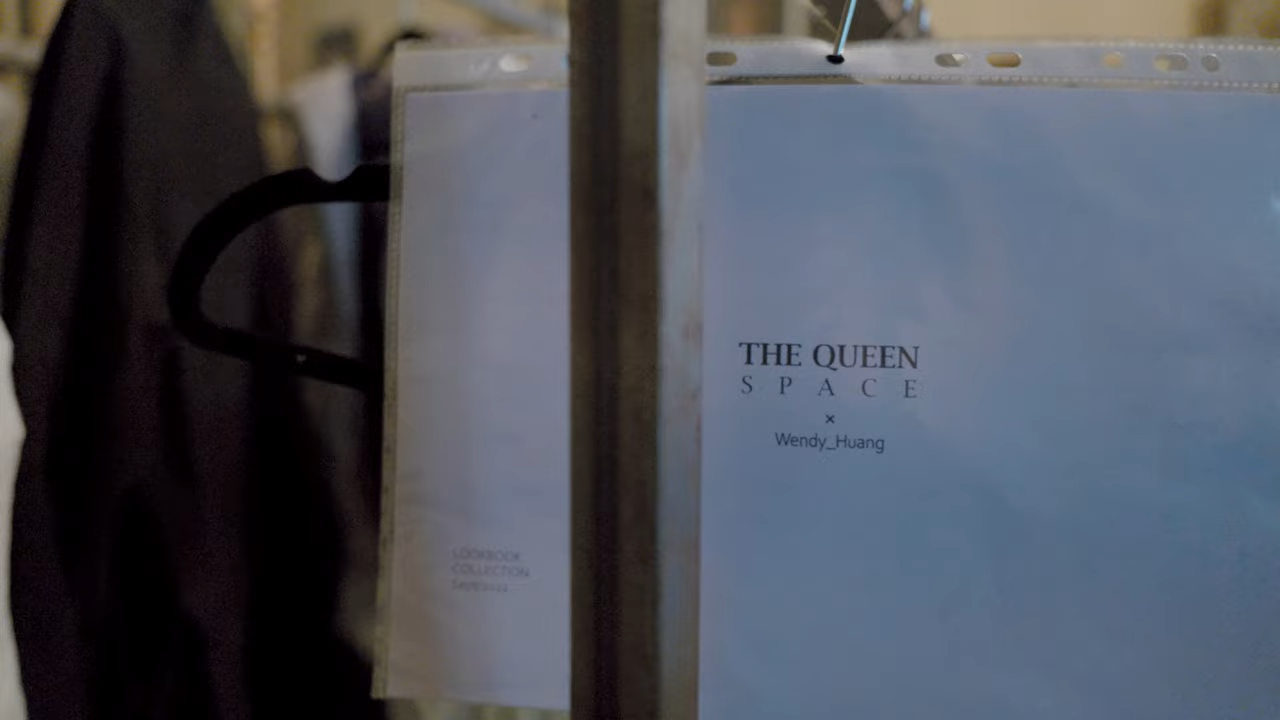 THE QUEEN
SPACE
×
Wendy_Huang
LOOKBOOK
COLLECTION